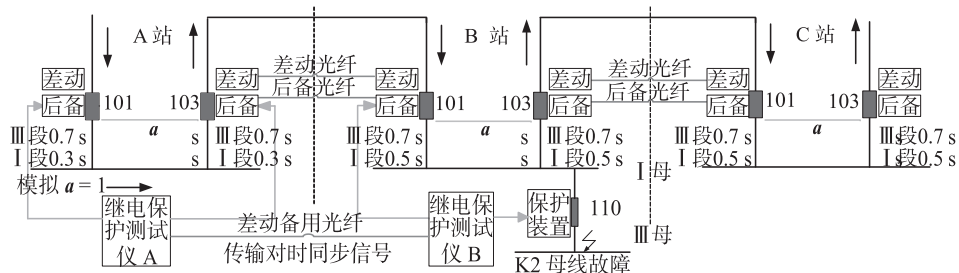 A站
B 站
C 站
差动 差动光纤 差动 差动 差动光纤 差动 差动
后备 101 103 后备 后备光纤 后备 101 103 后备 后备光纤 后备 101 103 后备
a a a
Ⅲ段0.7 s s Ⅲ段0.7 s Ⅲ段0.7 s s Ⅲ段0.7 s Ⅲ段0.7 s Ⅲ段0.7 s
Ⅰ段0.3 s s Ⅰ段0.3 s Ⅰ段0.5 s s Ⅰ段0.5 s Ⅰ段0.5 s Ⅰ段0.5 s
模拟 a = 1
Ⅰ母
继电保
护测试
仪 A
差动备用光纤
传输对时同步信号
继电保
护测试
仪 B
保护
装置
110
Ⅲ母
K2 母线故障